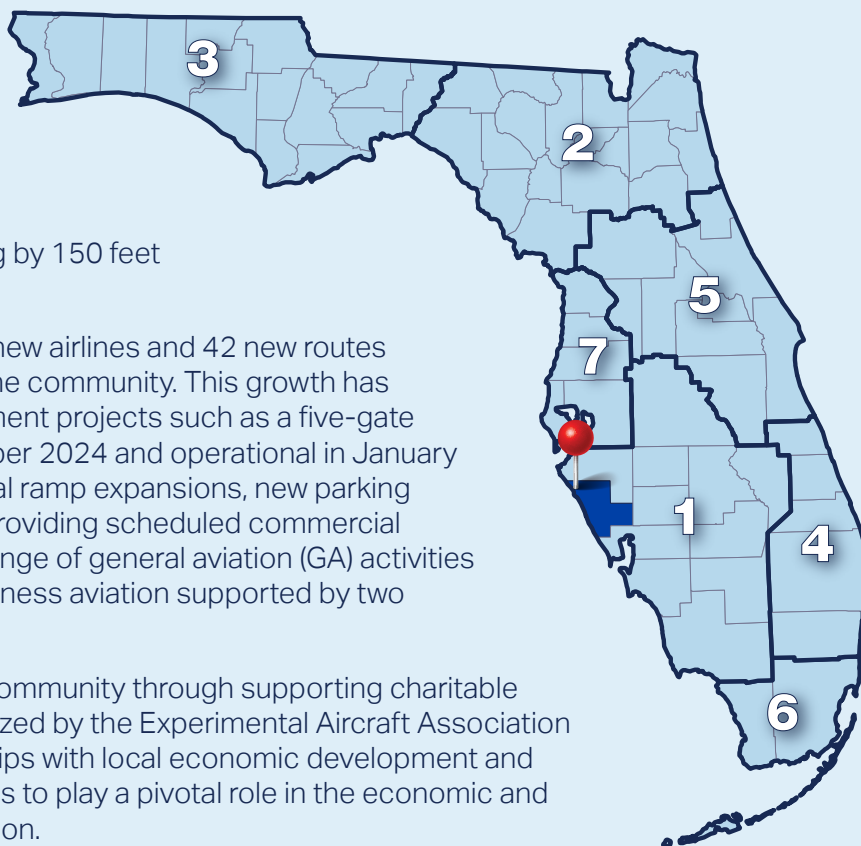 3
2
g by 150 feet
5
new airlines and 42 new routes
7
ne community. This growth has
ment projects such as a five-gate
ber 2024 and operational in January
al ramp expansions, new parking
1
roviding scheduled commercial
4
nge of general aviation (GA) activities
ness aviation supported by two
ommunity through supporting charitable
6
zed by the Experimental Aircraft Association
ips with local economic development and
s to play a pivotal role in the economic and
on.